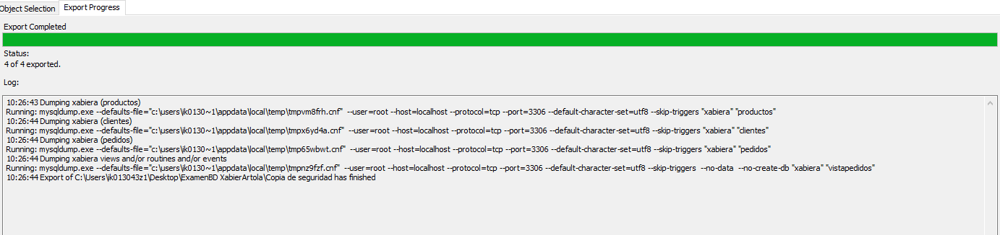 Object Selection
Export Progress
Export Completed
Status:
4 of 4 exported.
Log:
10:26:43 Dumping xabiera (productos)
Running: mysqldump.exe --defaults-file="c:\users\ik0130~1\appdata\local\temp\tmpvm8frh.cnf" --user=root --host=localhost --protocol=tcp --port=3306 --default-character-set=utf8 --skip-triggers "xabiera" "productos"
10:26:44 Dumping xabiera (clientes)
Running: mysqldump.exe --defaults-file="c:\users\ik0130~1\appdata\local\temp\tmpx6yd4a.cnf" --user=root --host=localhost --protocol=tcp --port=3306 --default-character-set=utf8 --skip-triggers "xabiera" "clientes"
10:26:44 Dumping xabiera (pedidos)
Running: mysqldump.exe --defaults-file="c:\users\ik0130~1\appdata\local\temp\tmp65wbwt.cnf" --user=root --host=localhost --protocol=tcp --port=3306 --default-character-set=utf8 --skip-triggers "xabiera" "pedidos"
10:26:44 Dumping xabiera views and/or routines and/or events
Running: mysqldump.exe --defaults-file="c:\users\ik0130~1\appdata\local\temp\tmpnz9fzf.cnf" --user=root --host=localhost --protocol=tcp --port=3306 --default-character-set=utf8 --skip-triggers --no-data --no-create-db "xabiera" "vistapedidos"
10:26:44 Export of C:\Users\ik013043z1\Desktop\ExamenBD XabierArtola\Copia de seguridad has finished